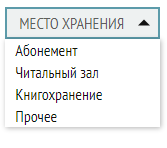 МЕСТО ХРАНЕНИЯ
Абонемент
Читальный зал
Книгохранение
Прочее